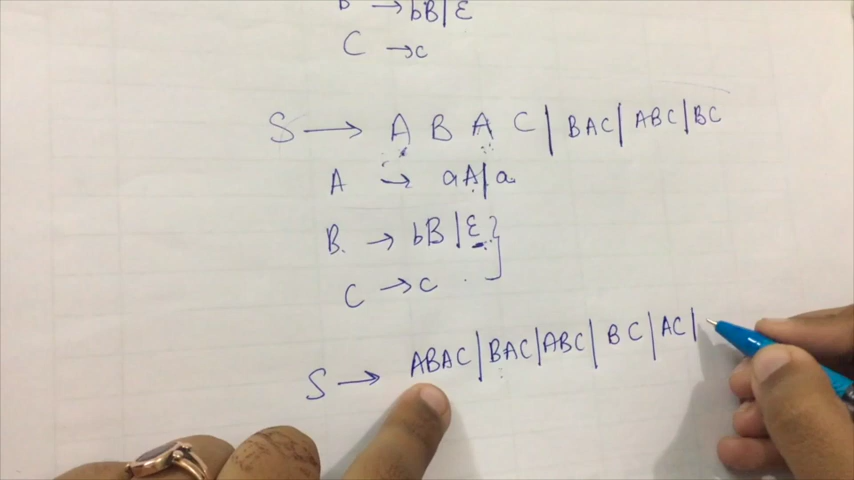 B → bB | ε
C → c
S → A B A C | BAC | ABC | BC
A → aA | a
B. → bB | ε }
C → c
S → ABAC | BAC | ABC | BC | AC |